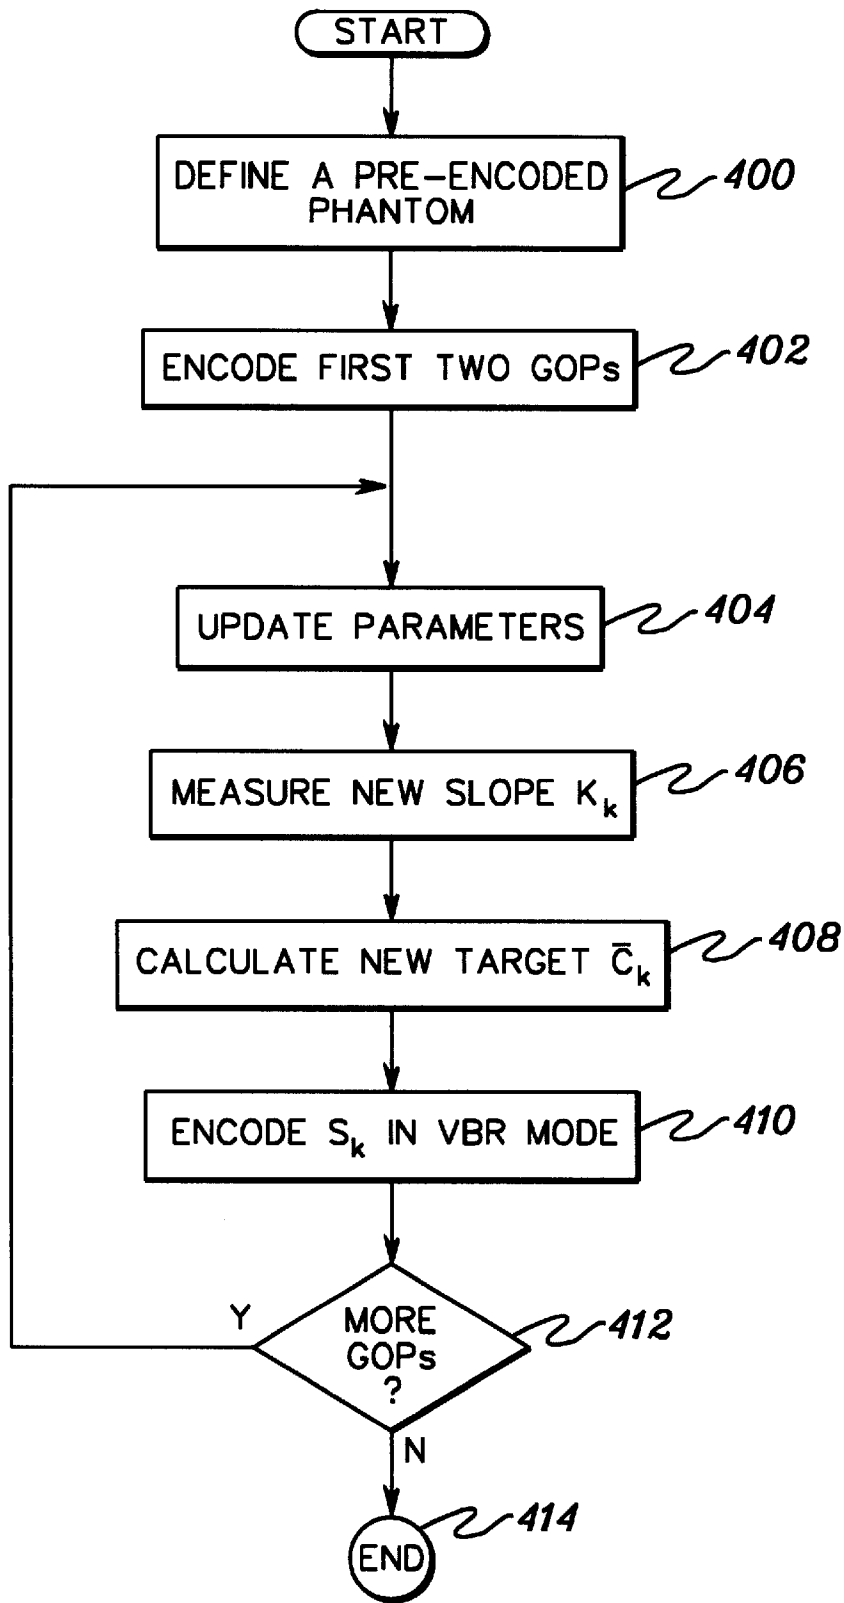 START
DEFINE A PRE-ENCODED
PHANTOM
400
ENCODE FIRST TWO GOPs
402
UPDATE PARAMETERS
404
MEASURE NEW SLOPE Kₖ
406
CALCULATE NEW TARGET C̄ₖ
408
ENCODE Sₖ IN VBR MODE
410
MORE
GOPs
?
412
Y
N
END
414